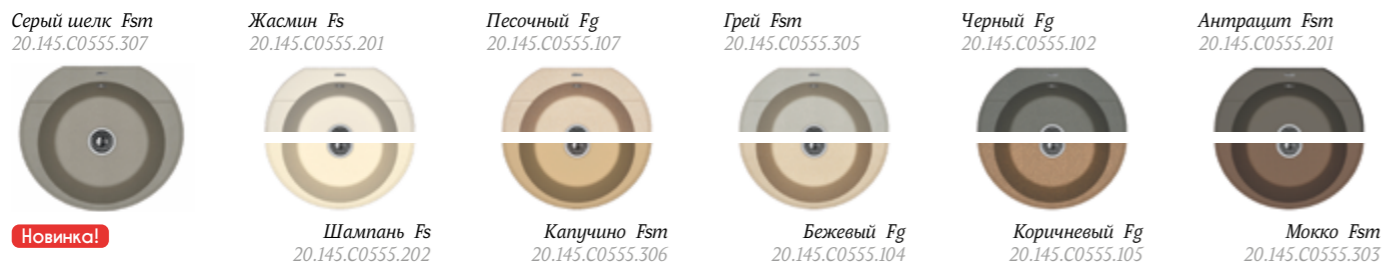 Серый шелк Fsm
20.145.C0555.307
Жасмин Fs
20.145.C0555.201
Песочный Fg
20.145.C0555.107
Грей Fsm
20.145.C0555.305
Черный Fg
20.145.C0555.102
Антрацит Fsm
20.145.C0555.201
Новинка!
Шампань Fs
20.145.C0555.202
Капучино Fsm
20.145.C0555.306
Бежевый Fg
20.145.C0555.104
Коричневый Fg
20.145.C0555.105
Мокко Fsm
20.145.C0555.303